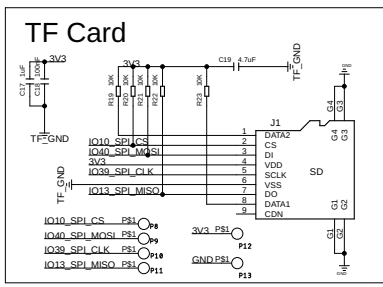 TF Card
C17 1uF
C18 100nF
3V3
TF_GND
3V3
C19 4.7uF
TF_GND
R19 10K
R20 10K
R21 10K
R22 10K
R23 10K
J1
IO10_SPI_CS
IO40_SPI_MOSI
3V3
IO39_SPI_CLK
TF_GND
IO13_SPI_MISO
1 DATA2
2 CS
3 DI
4 VDD
5 SCLK
6 VSS
7 DO
8 DATA1
9 CDN
SD
G4 G3
G4 G3
G1 G2
G1 G2
GND
GND
IO10_SPI_CS P$1 P8
IO40_SPI_MOSI P$1 P9
IO39_SPI_CLK P$1 P10
IO13_SPI_MISO P$1 P11
3V3 P$1 P12
GND P$1 P13